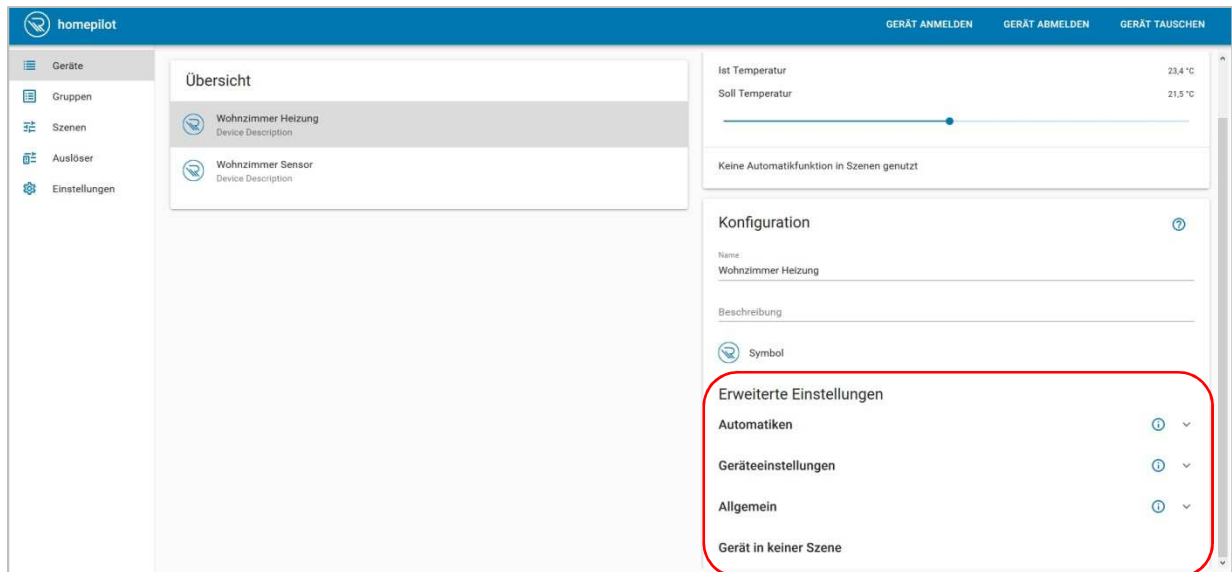 homepilot
GERÄT ANMELDEN
GERÄT ABMELDEN
GERÄT TAUSCHEN
Geräte
Gruppen
Szenen
Auslöser
Einstellungen
Übersicht
Wohnzimmer Heizung
Device Description
Wohnzimmer Sensor
Device Description
Ist Temperatur 23,4 °C
Soll Temperatur 21,5 °C
Keine Automatikfunktion in Szenen genutzt
Konfiguration
Name
Wohnzimmer Heizung
Beschreibung
Symbol
Erweiterte Einstellungen
Automatiken
Geräteeinstellungen
Allgemein
Gerät in keiner Szene